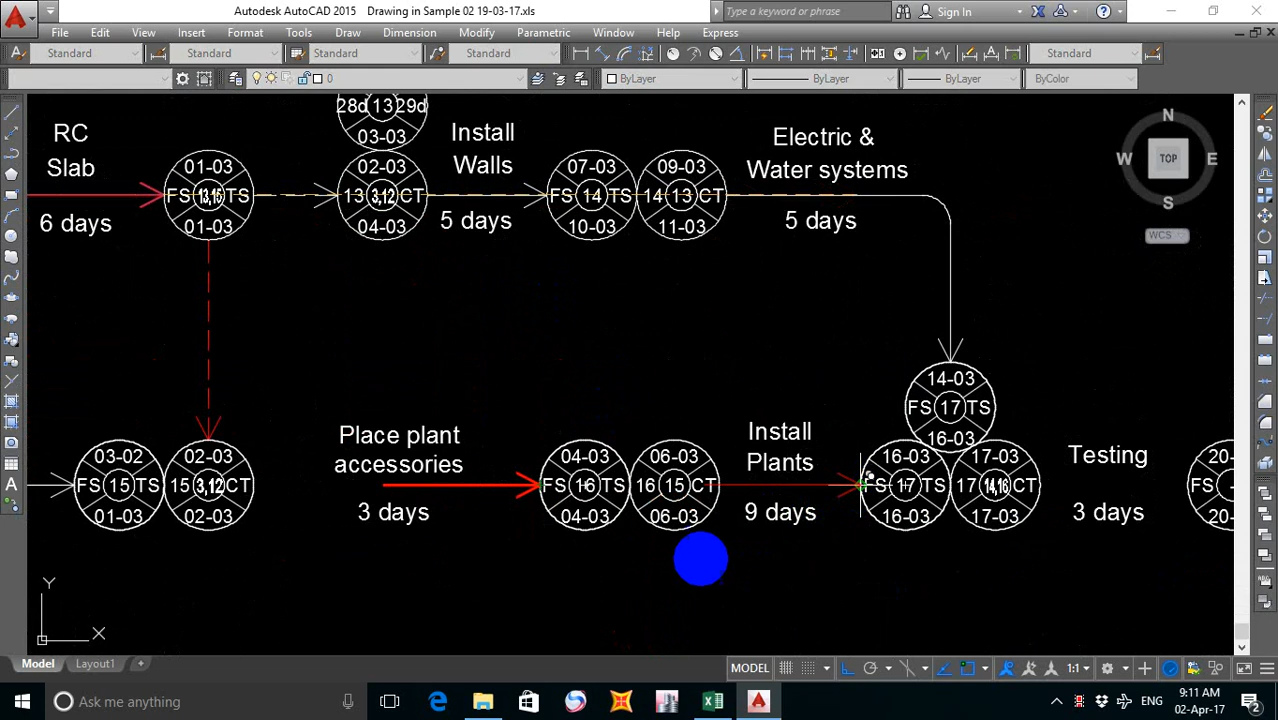 Autodesk AutoCAD 2015 Drawing in Sample 02 19-03-17.xls
Type a keyword or phrase
Sign In
File Edit View Insert Format Tools Draw Dimension Modify Parametric Window Help Express
Standard Standard Standard Standard Standard
0 ByLayer ByLayer ByLayer ByColor
N
W TOP E
S
WCS
28d 13 29d
03-03
RC
Slab
6 days
01-03
FS 13,15 TS
01-03
02-03
13 3,12 CT
04-03
Install
Walls
5 days
07-03
FS 14 TS
10-03
09-03
14 13 CT
11-03
Electric &
Water systems
5 days
14-03
FS 17 TS
16-03
03-02
FS 15 TS
01-03
02-03
15 3,12 CT
02-03
Place plant
accessories
3 days
04-03
FS 16 TS
04-03
06-03
16 15 CT
06-03
Install
Plants
9 days
16-03
FS 17 TS
16-03
17-03
17 14,16 CT
17-03
Testing
3 days
20-
FS
20-
Y
X
Model Layout1 +
MODEL 1:1
Ask me anything
ENG
9:11 AM
02-Apr-17
2